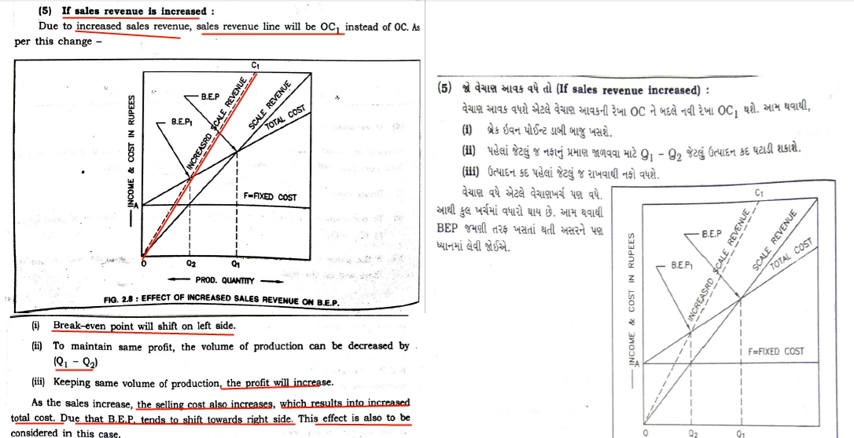 (5) If sales revenue is increased :
Due to increased sales revenue, sales revenue line will be OC1 instead of OC. As
per this change –
C1
B.E.P
B.E.P1
INCREASRD SCALE REVENUE
SCALE REVENUE
TOTAL COST
INCOME & COST IN RUPEES
F=FIXED COST
A
O
Q2
Q1
PROD. QUANTITY
FIG. 2.8 : EFFECT OF INCREASED SALES REVENUE ON B.E.P.
(i) Break-even point will shift on left side.
(ii) To maintain same profit, the volume of production can be decreased by
(Q1 – Q2)
(iii) Keeping same volume of production, the profit will increase.
As the sales increase, the selling cost also increases, which results into increased
total cost. Due that B.E.P. tends to shift towards right side. This effect is also to be
considered in this case.
(5) જો વેચાણ આવક વધે તો (If sales revenue increased) :
વેચાણ આવક વધશે એટલે વેચાણ આવકની રેખા OC ને બદલે નવી રેખા OC1 થશે. આમ થવાથી,
(i) બ્રેક ઇવન પોઈન્ટ ડાબી બાજુ ખસશે.
(ii) પહેલાં જેટલું જ નફાનું પ્રમાણ જાળવવા માટે Q1 – Q2 જેટલું ઉત્પાદન કદ ઘટાડી શકાશે.
(iii) ઉત્પાદન કદ પહેલાં જેટલું જ રાખવાથી નફો વધશે.
વેચાણ વધે એટલે વેચાણખર્ચ પણ વધે.
આથી કુલ ખર્ચમાં વધારો થાય છે. આમ થવાથી
BEP જમણી તરફ ખસતાં થતી અસરને પણ
ધ્યાનમાં લેવી જોઈએ.
C1
B.E.P
B.E.P1
INCREASRD SCALE REVENUE
SCALE REVENUE
TOTAL COST
INCOME & COST IN RUPEES
F=FIXED COST
A
O
Q2
Q1